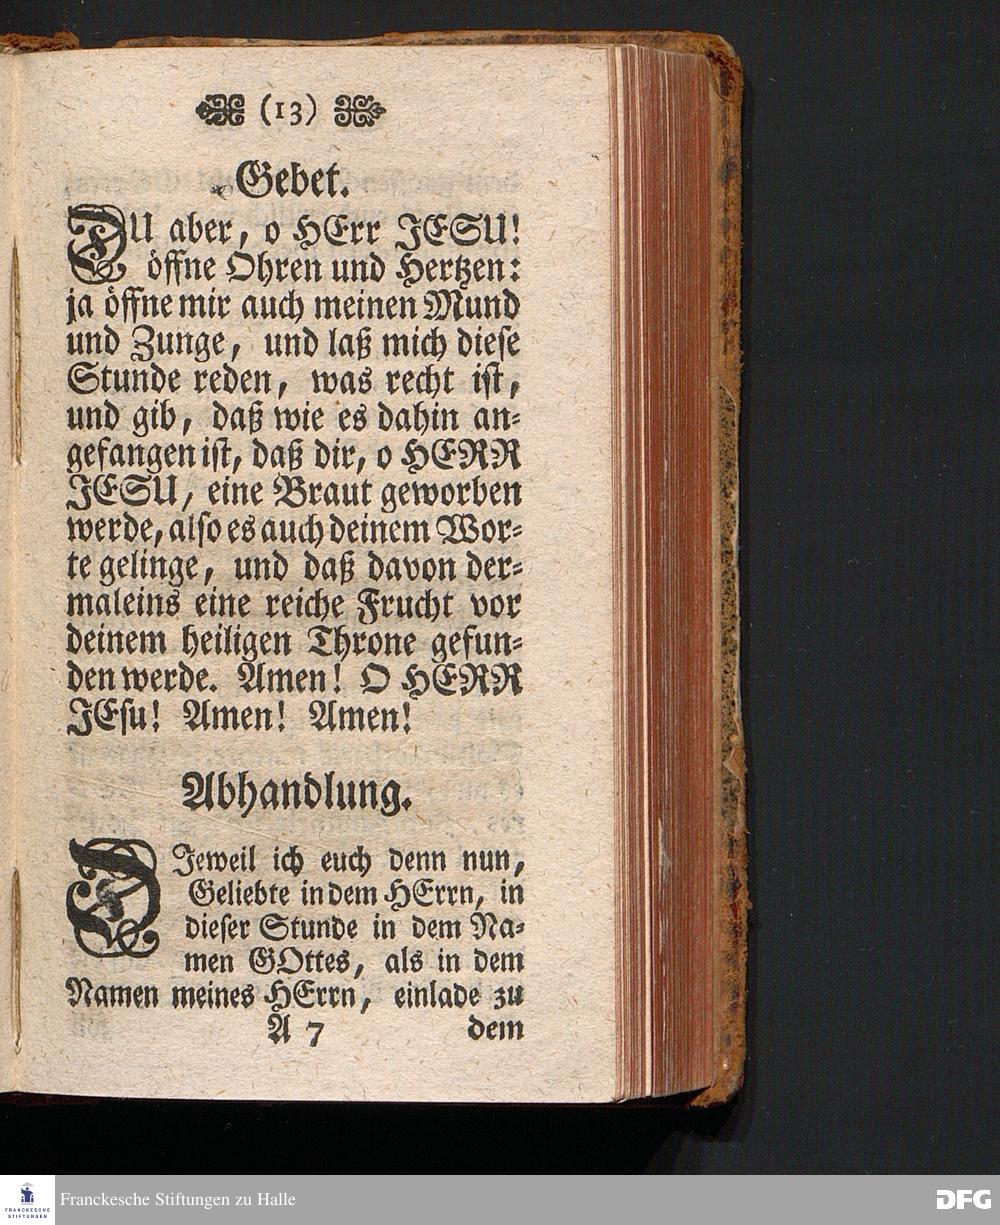 (13)
Gebet.
DU aber, o HErr JESU!
öffne Ohren und Hertzen:
ja öffne mir auch meinen Mund
und Zunge, und laß mich diese
Stunde reden, was recht ist,
und gib, daß wie es dahin an-
gefangen ist, daß dir, o HERR
JESU, eine Braut geworben
werde, also es auch deinem Wor-
te gelinge, und daß davon der-
maleins eine reiche Frucht vor
deinem heiligen Throne gefun-
den werde. Amen! O HERR
JEsu! Amen! Amen!
Abhandlung.
DJeweil ich euch denn nun,
Geliebte in dem HErrn, in
dieser Stunde in dem Na-
men GOttes, als in dem
Namen meines HErrn, einlade zu
A 7 dem
FRANCKESCHE STIFTUNGEN
Franckesche Stiftungen zu Halle
DFG